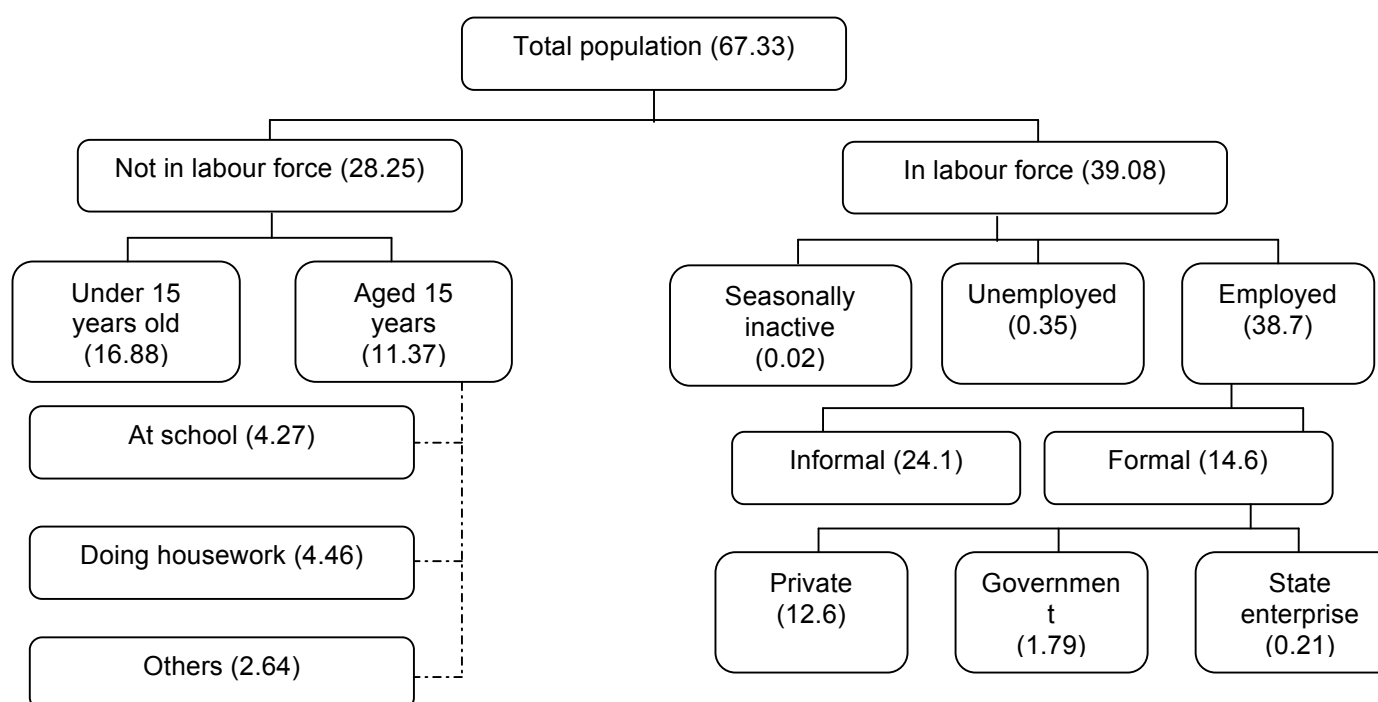 Total population (67.33)
Not in labour force (28.25)
In labour force (39.08)
Under 15
years old
(16.88)
Aged 15
years
(11.37)
Seasonally
inactive
(0.02)
Unemployed
(0.35)
Employed
(38.7)
At school (4.27)
Informal (24.1)
Formal (14.6)
Doing housework (4.46)
Private
(12.6)
Governmen
t
(1.79)
State
enterprise
(0.21)
Others (2.64)